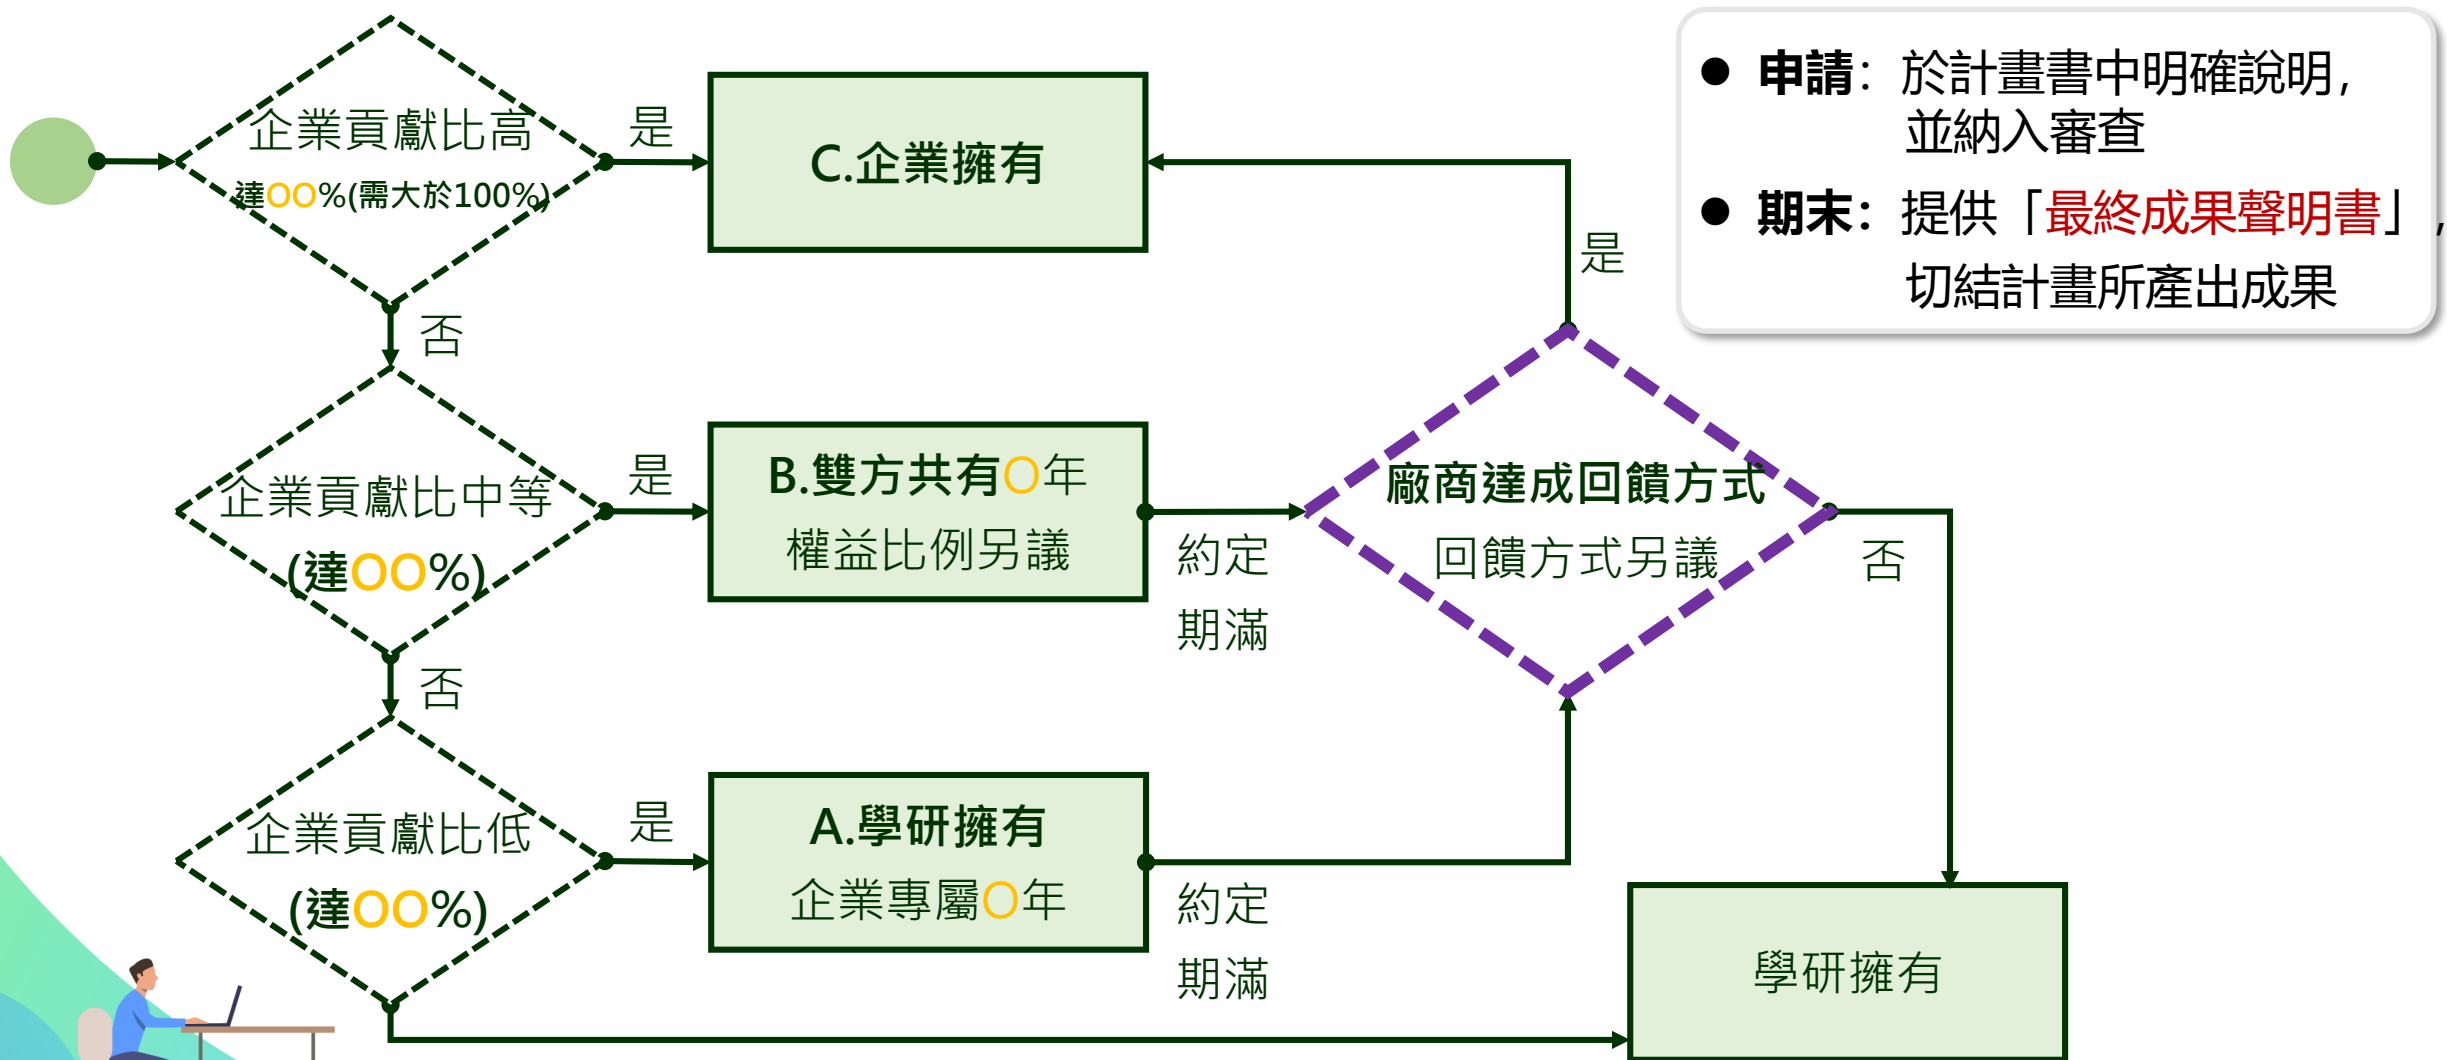 企業貢獻比高
達OO%(需大於100%)
是
C.企業擁有
● 申請：於計畫書中明確說明，
並納入審查
● 期末：提供「最終成果聲明書」，
切結計畫所產出成果
是
否
企業貢獻比中等
(達OO%)
是
B.雙方共有O年
權益比例另議
約定
期滿
廠商達成回饋方式
回饋方式另議
否
否
企業貢獻比低
(達OO%)
是
A.學研擁有
企業專屬O年
約定
期滿
學研擁有